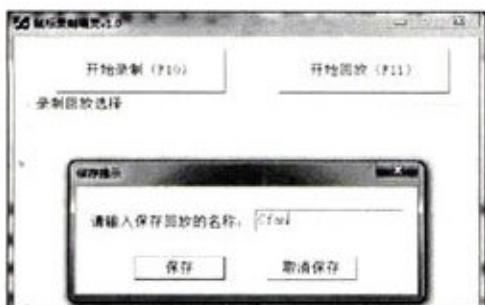 鼠标录制精灵v1.0
开始录制（F10） 开始回放（F11）
录制回放选择
保存提示
请输入保存回放的名称： Cfan
保存 取消保存